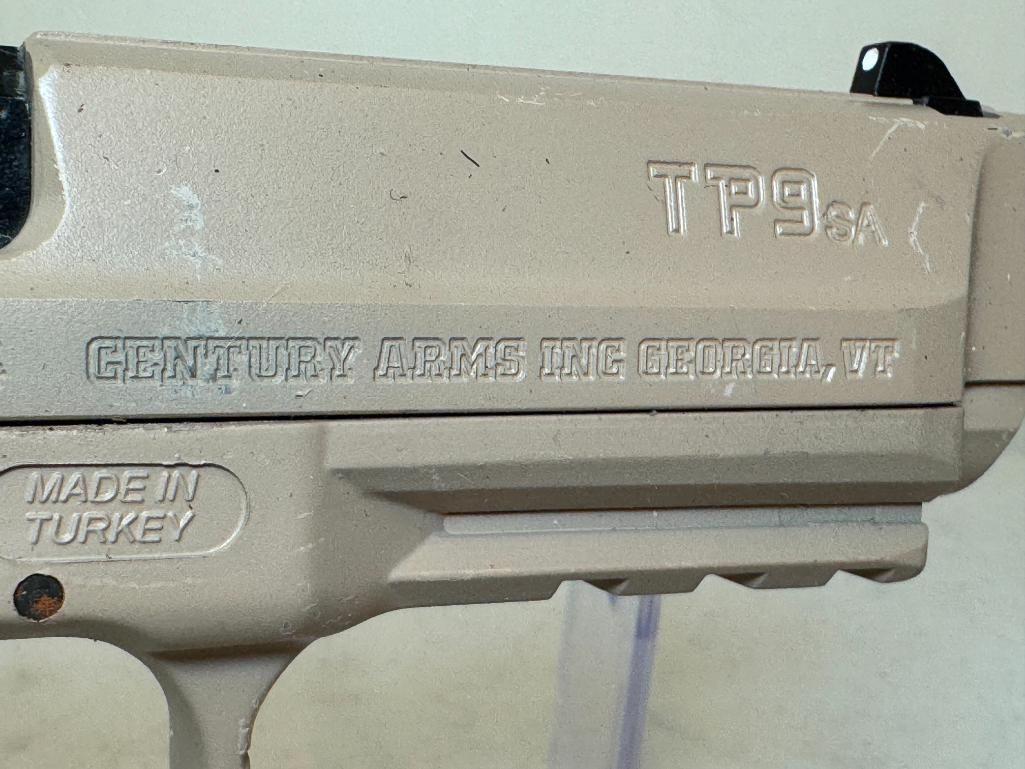 TP9SA
CENTURY ARMS INC GEORGIA, VT
MADE IN
TURKEY